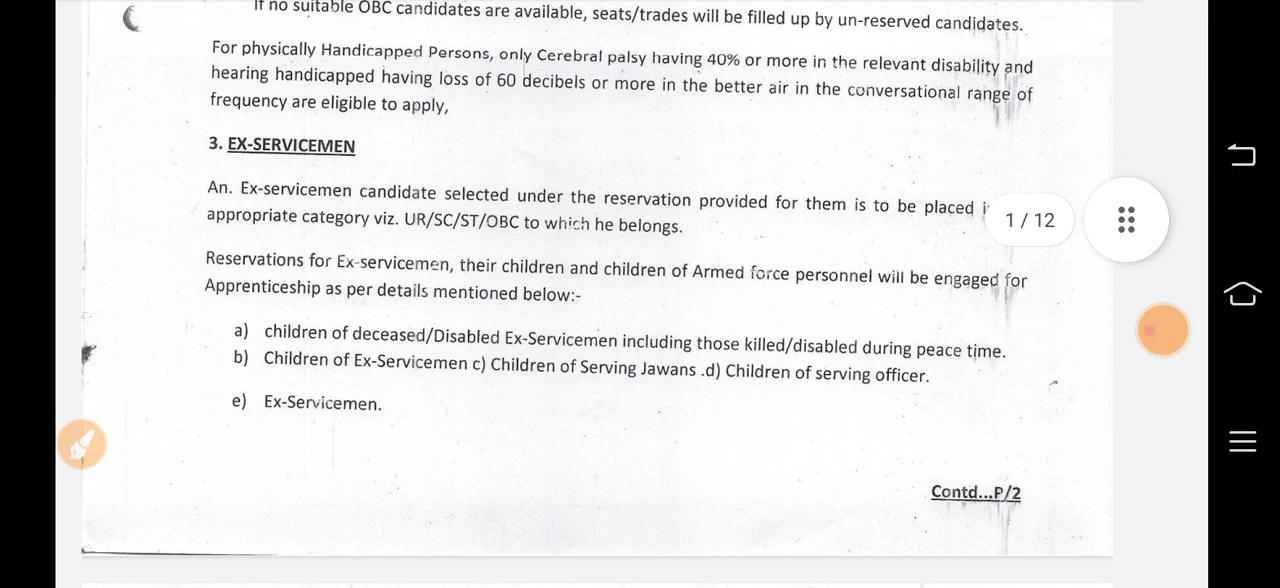 If no suitable OBC candidates are available, seats/trades will be filled up by un-reserved candidates.
For physically Handicapped Persons, only Cerebral palsy having 40% or more in the relevant disability and
hearing handicapped having loss of 60 decibels or more in the better air in the conversational range of
frequency are eligible to apply,
3. EX-SERVICEMEN
An. Ex-servicemen candidate selected under the reservation provided for them is to be placed
appropriate category viz. UR/SC/ST/OBC to which he belongs.
1 / 12
Reservations for Ex-servicemen, their children and children of Armed force personnel will be engaged for
Apprenticeship as per details mentioned below:-
a) children of deceased/Disabled Ex-Servicemen including those killed/disabled during peace time.
b) Children of Ex-Servicemen c) Children of Serving Jawans .d) Children of serving officer.
e) Ex-Servicemen.
Contd...P/2